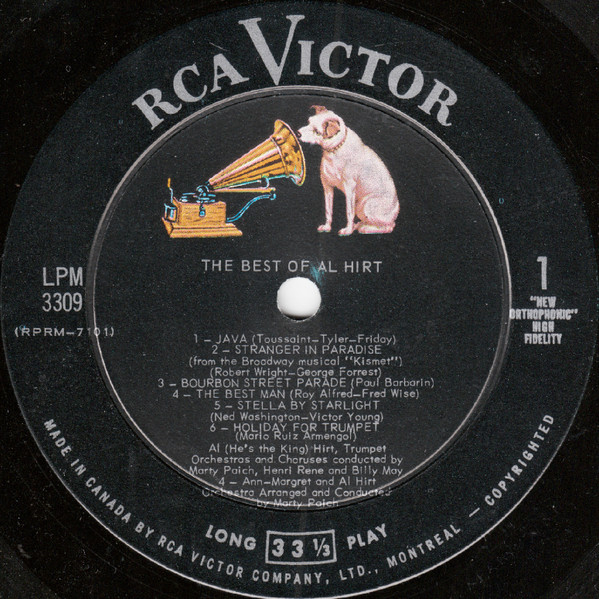 RCA VICTOR
THE BEST OF AL HIRT
LPM
3309
(RPRM-7101)
1
"NEW
ORTHOPHONIC"
HIGH
FIDELITY
1 – JAVA (Toussaint-Tyler-Friday)
2 – STRANGER IN PARADISE
(from the Broadway musical "Kismet")
(Robert Wright-George Forrest)
3 – BOURBON STREET PARADE (Paul Barbarin)
4 – THE BEST MAN (Roy Alfred-Fred Wise)
5 – STELLA BY STARLIGHT
(Ned Washington-Victor Young)
6 – HOLIDAY FOR TRUMPET
(Mario Ruiz Armengol)
Al (He's the King) Hirt, Trumpet
Orchestras and Choruses conducted by
Marty Paich, Henri Rene and Billy May
4 – Ann-Margret and Al Hirt
Orchestra Arranged and Conducted
by Marty Paich
LONG 33 ⅓ PLAY
MADE IN CANADA BY RCA VICTOR COMPANY, LTD., MONTREAL – COPYRIGHTED